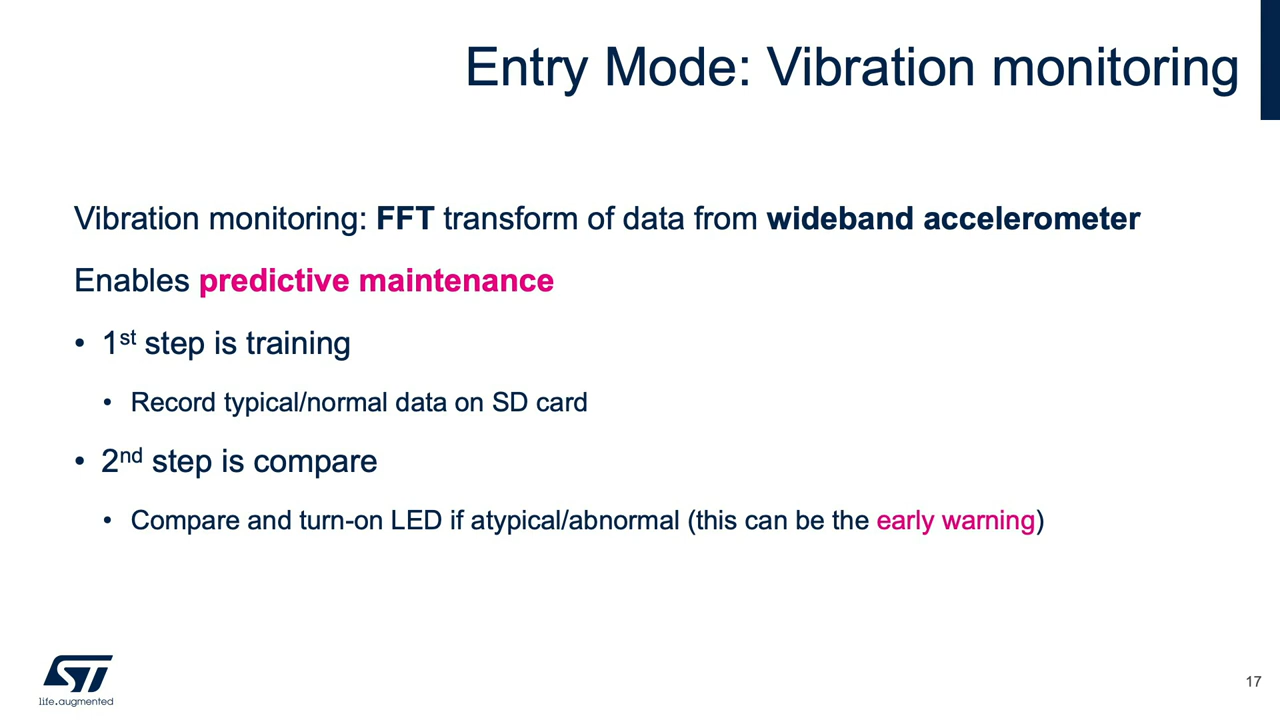 Entry Mode: Vibration monitoring
Vibration monitoring: FFT transform of data from wideband accelerometer
Enables predictive maintenance
• 1st step is training
• Record typical/normal data on SD card
• 2nd step is compare
• Compare and turn-on LED if atypical/abnormal (this can be the early warning)
ST
life.augmented
17